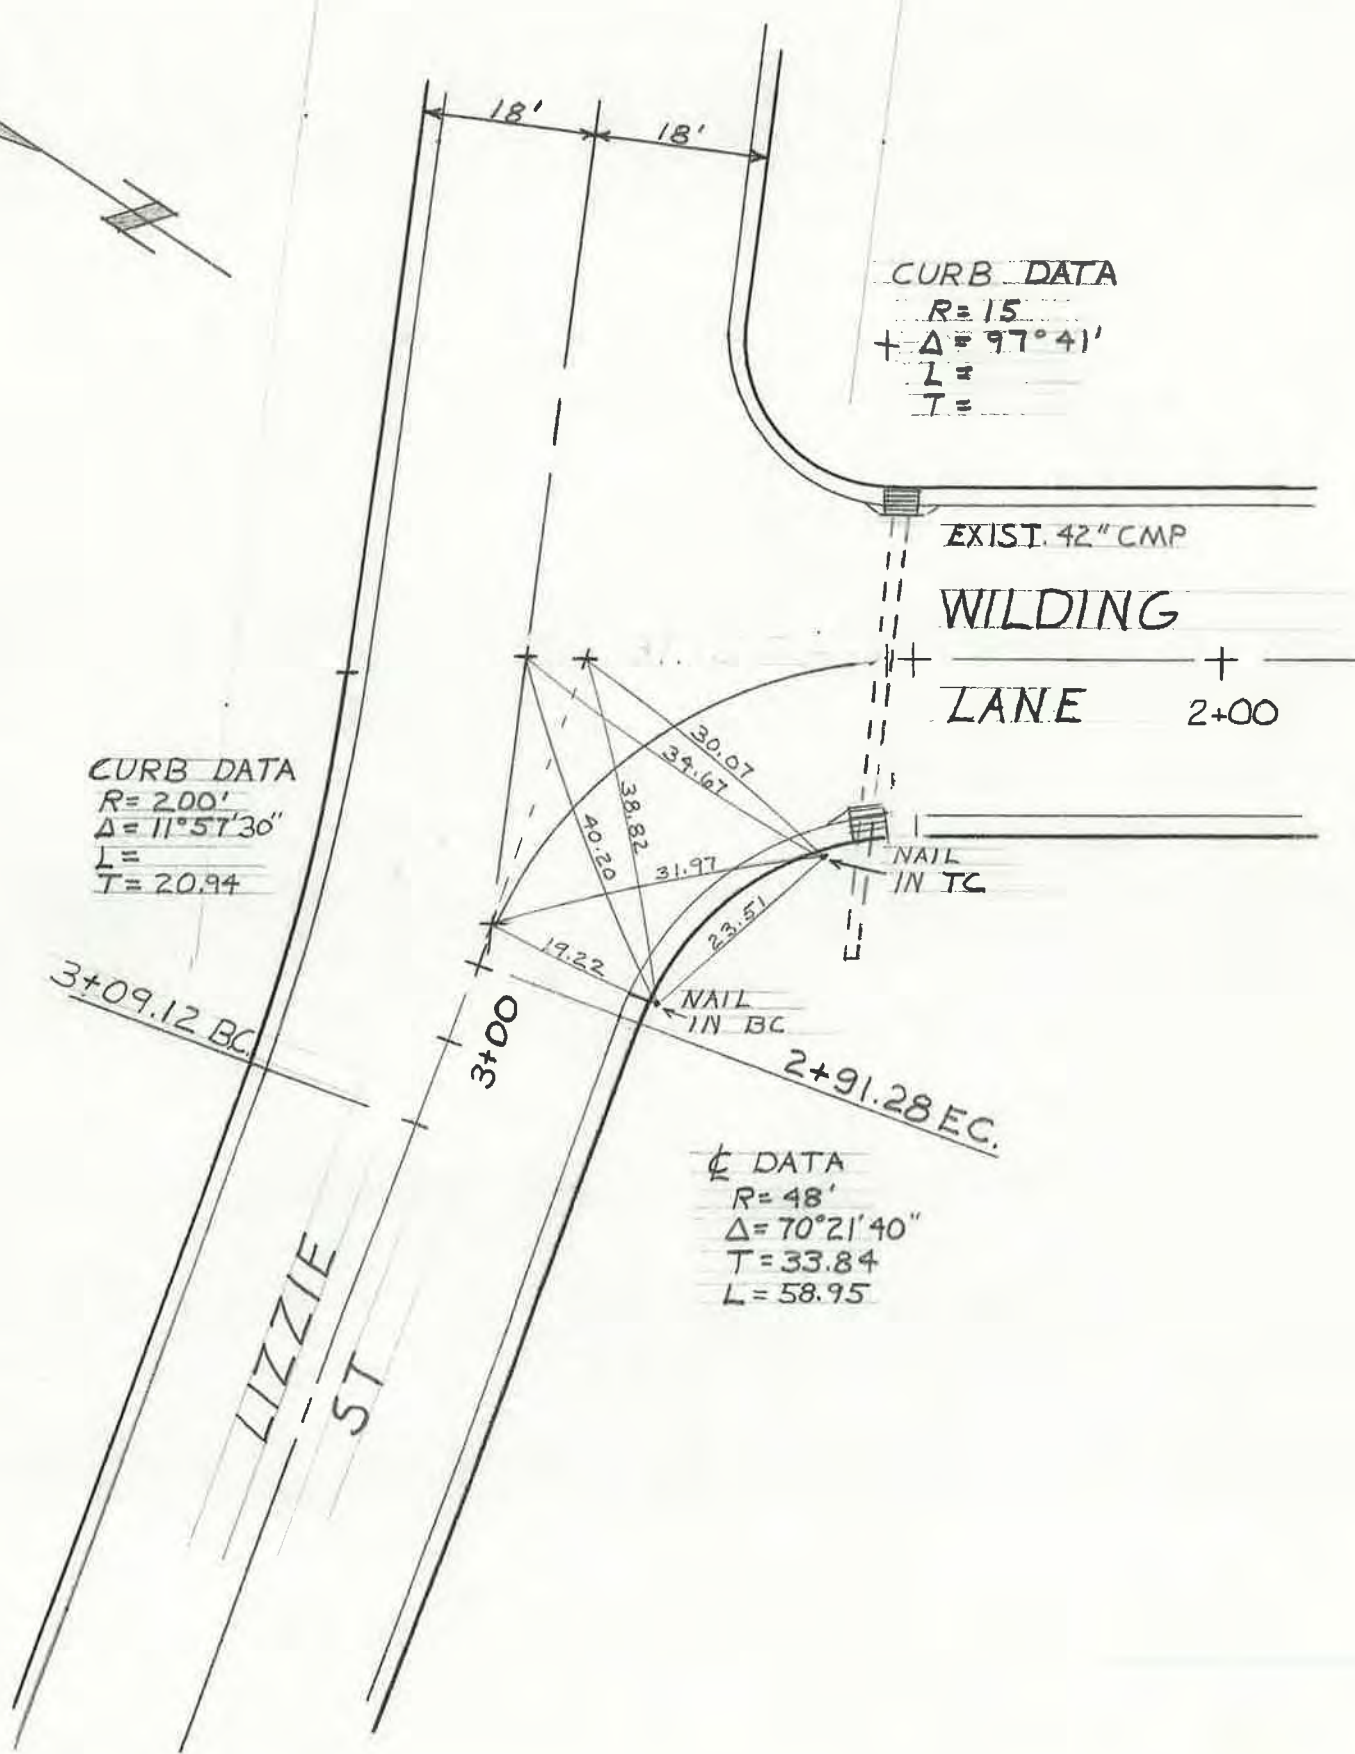 18'
18'
CURB DATA
R= 15
Δ = 97°41'
L =
T =
EXIST. 42" CMP
WILDING
LANE
2+00
30.07
34.67
38.82
40.20
31.97
23.51
19.22
NAIL
IN TC
NAIL
IN BC
CURB DATA
R= 200'
Δ = 11°57'30"
L =
T= 20.94
3+09.12 BC.
3+00
2+91.28 EC.
℄ DATA
R= 48'
Δ= 70°21'40"
T = 33.84
L = 58.95
LIZZIE
ST